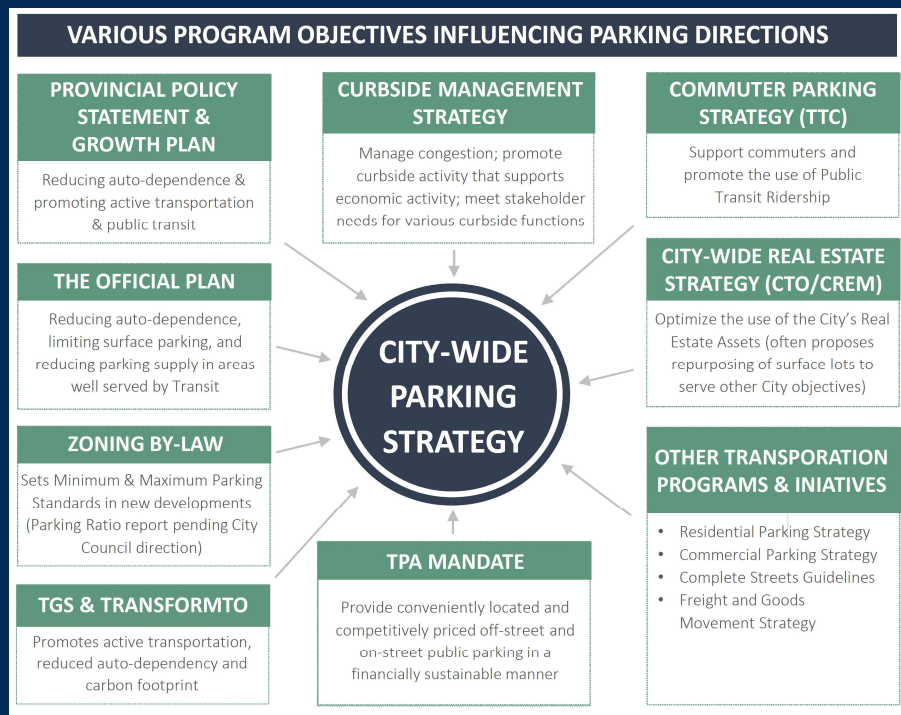 VARIOUS PROGRAM OBJECTIVES INFLUENCING PARKING DIRECTIONS
PROVINCIAL POLICY
STATEMENT &
GROWTH PLAN
Reducing auto-dependence &
promoting active transportation
& public transit
CURBSIDE MANAGEMENT
STRATEGY
Manage congestion; promote
curbside activity that supports
economic activity; meet stakeholder
needs for various curbside functions
COMMUTER PARKING
STRATEGY (TTC)
Support commuters and
promote the use of Public
Transit Ridership
THE OFFICIAL PLAN
Reducing auto-dependence,
limiting surface parking, and
reducing parking supply in areas
well served by Transit
CITY-WIDE
PARKING
STRATEGY
CITY-WIDE REAL ESTATE
STRATEGY (CTO/CREM)
Optimize the use of the City's Real
Estate Assets (often proposes
repurposing of surface lots to
serve other City objectives)
ZONING BY-LAW
Sets Minimum & Maximum Parking
Standards in new developments
(Parking Ratio report pending City
Council direction)
OTHER TRANSPORATION
PROGRAMS & INIATIVES
• Residential Parking Strategy
• Commercial Parking Strategy
• Complete Streets Guidelines
• Freight and Goods
Movement Strategy
TGS & TRANSFORMTO
Promotes active transportation,
reduced auto-dependency and
carbon footprint
TPA MANDATE
Provide conveniently located and
competitively priced off-street and
on-street public parking in a
financially sustainable manner